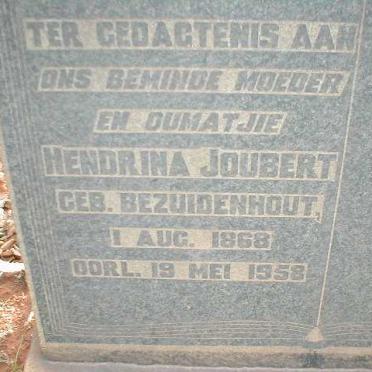 TER GEDAGTENIS AAN
ONS BEMINDE MOEDER
EN OUMATJIE
HENDRINA JOUBERT
GEB. BEZUIDENHOUT,
1 AUG. 1868
OORL. 19 MEI 1958